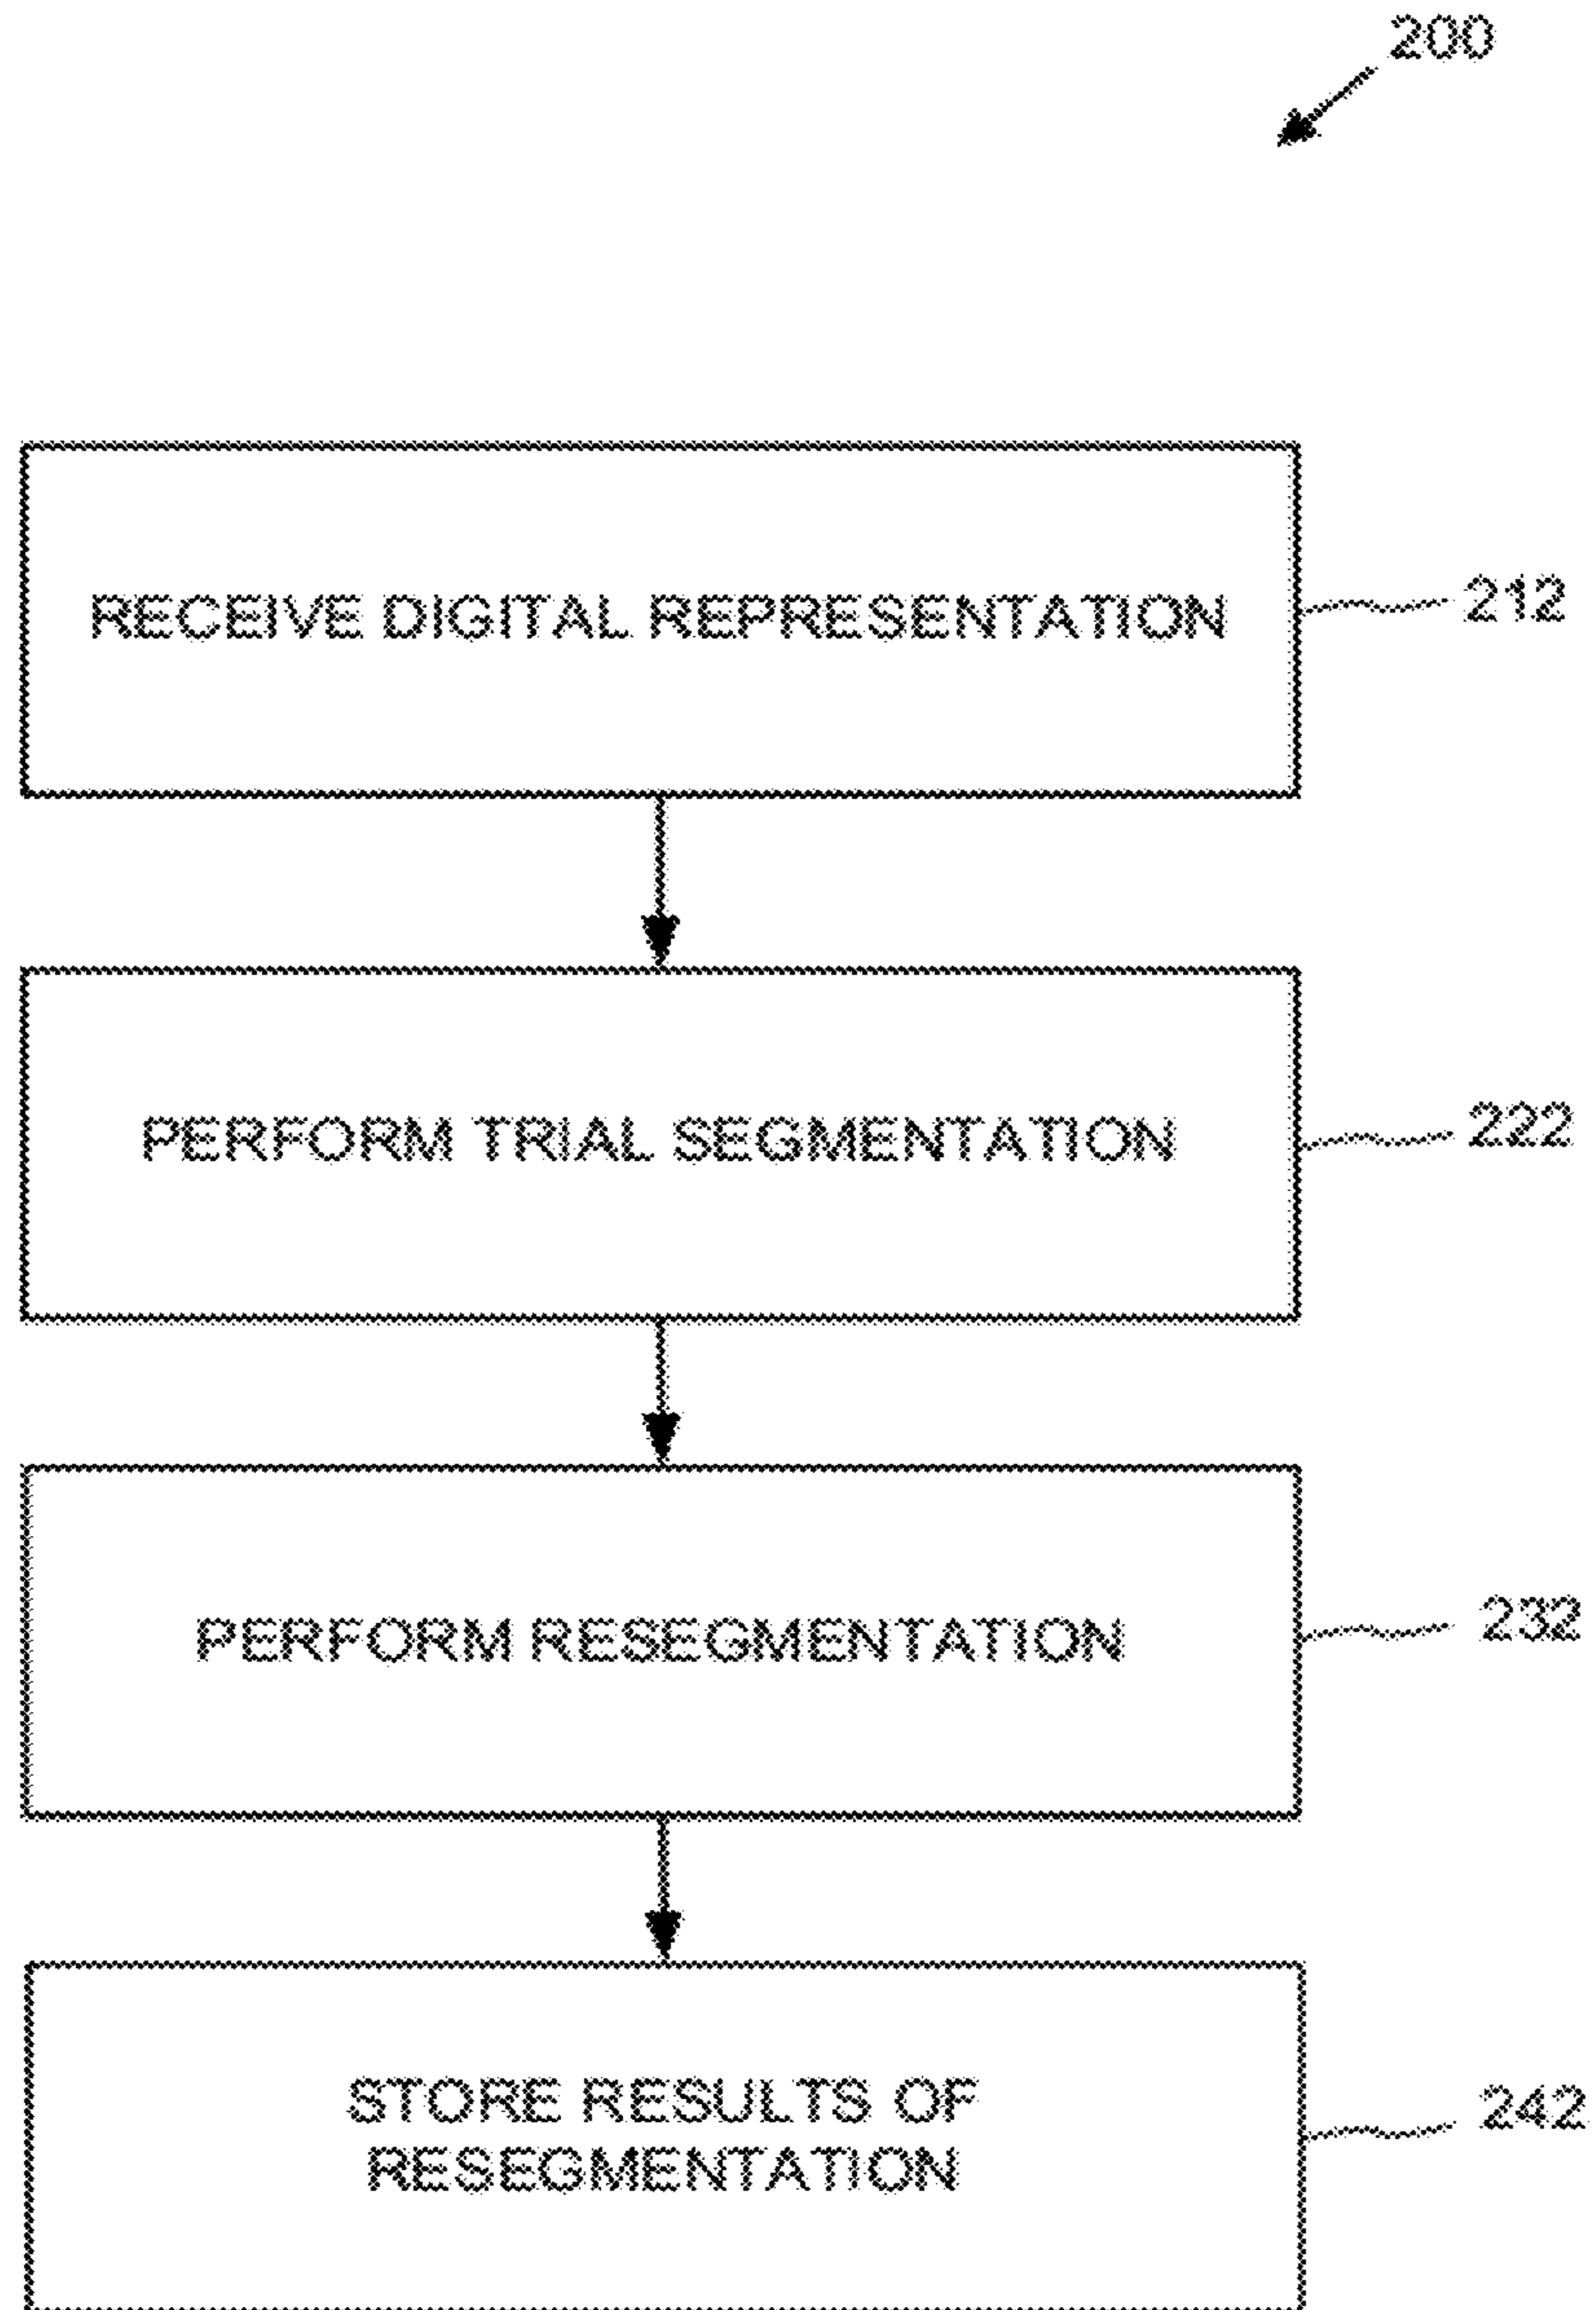 200
RECEIVE DIGITAL REPRESENTATION
212
PERFORM TRIAL SEGMENTATION
222
PERFORM RESEGMENTATION
232
STORE RESULTS OF
RESEGMENTATION
242